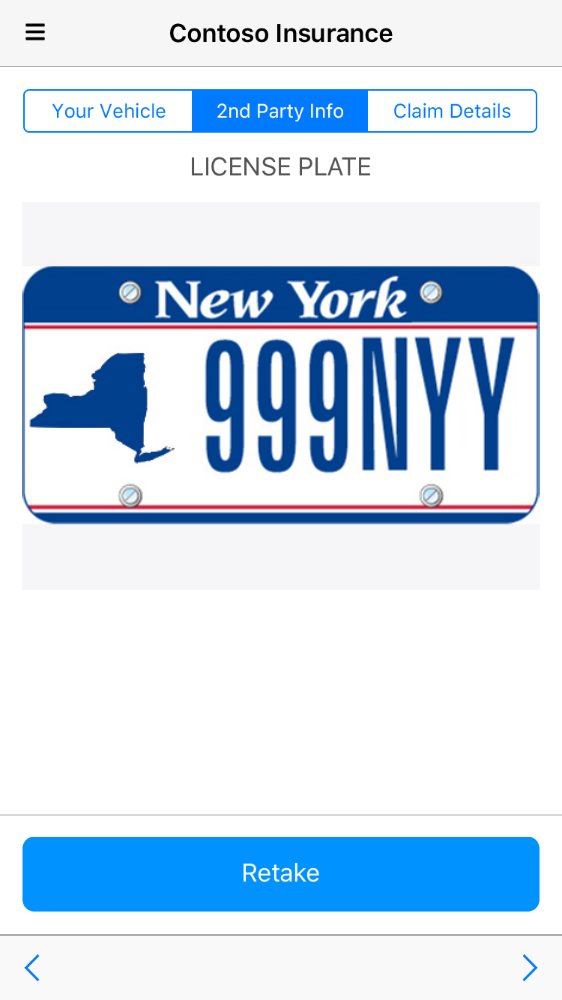 Contoso Insurance
Your Vehicle 2nd Party Info Claim Details
LICENSE PLATE
New York
999NYY
Retake